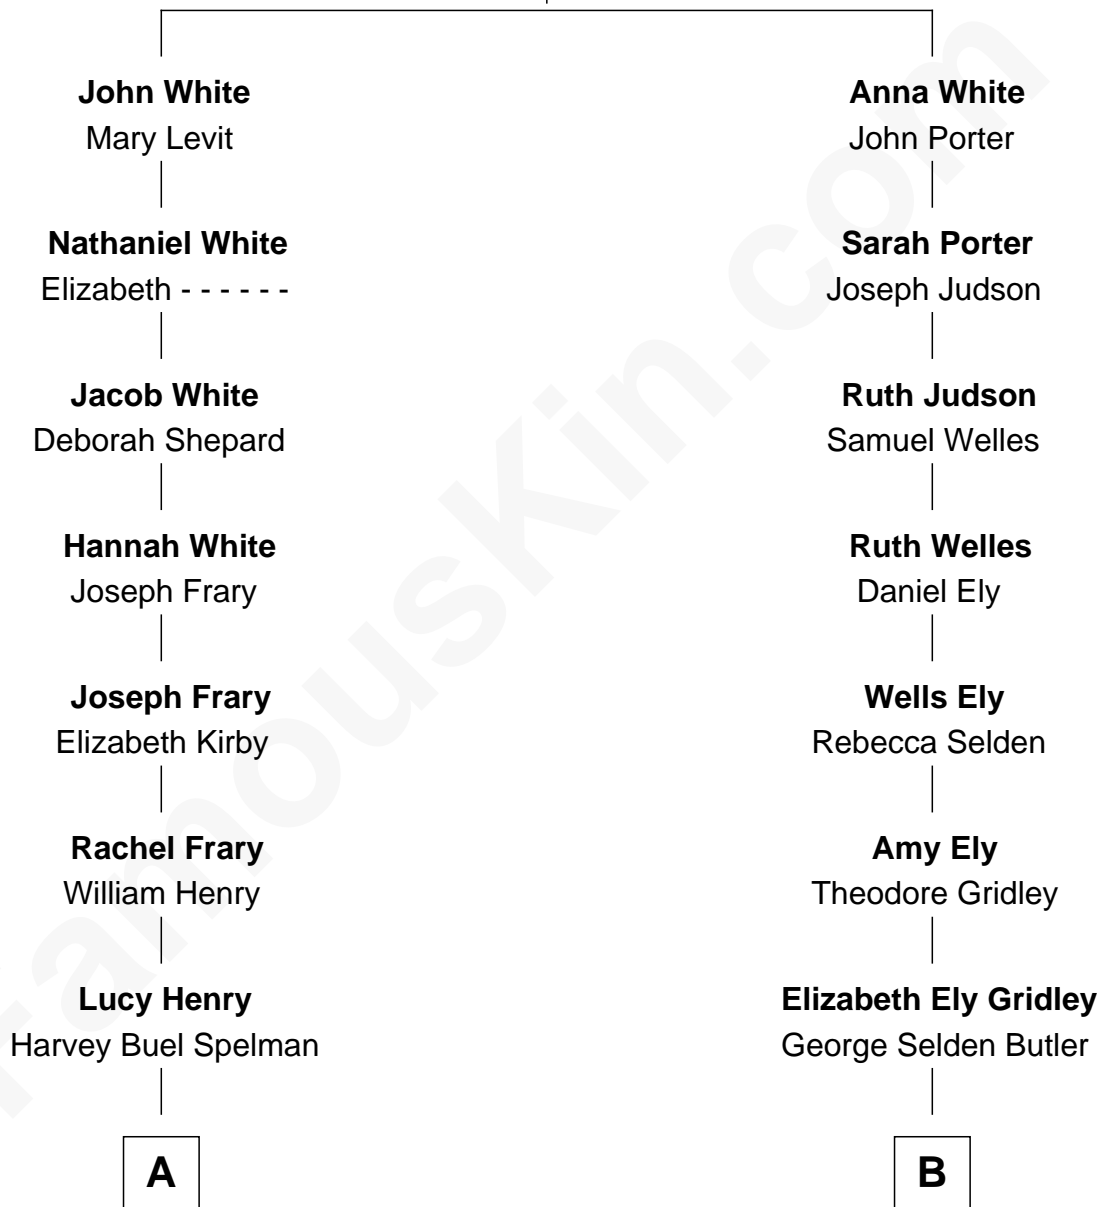 John White
Mary Levit
Nathaniel White
Elizabeth - - - - - -
Jacob White
Deborah Shepard
Hannah White
Joseph Frary
Joseph Frary
Elizabeth Kirby
Rachel Frary
William Henry
Lucy Henry
Harvey Buel Spelman
A
Anna White
John Porter
Sarah Porter
Joseph Judson
Ruth Judson
Samuel Welles
Ruth Welles
Daniel Ely
Wells Ely
Rebecca Selden
Amy Ely
Theodore Gridley
Elizabeth Ely Gridley
George Selden Butler
B
FamousKin.com